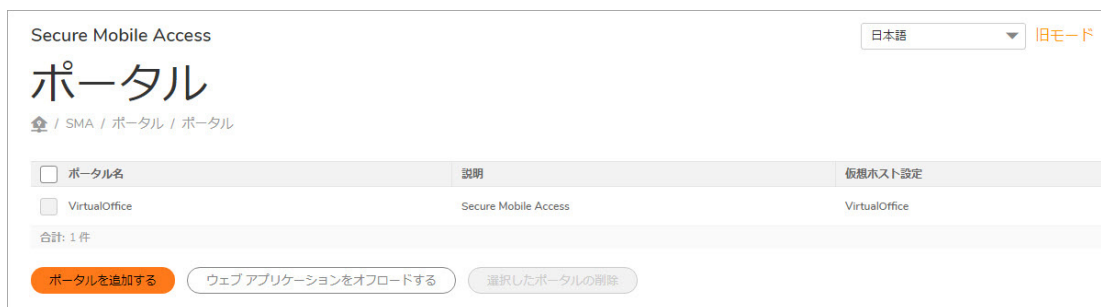 Secure Mobile Access
日本語
旧モード
ポータル
/ SMA / ポータル / ポータル
ポータル名 説明 仮想ホスト設定
VirtualOffice Secure Mobile Access VirtualOffice
合計: 1 件
ポータルを追加する ウェブ アプリケーションをオフロードする 選択したポータルの削除